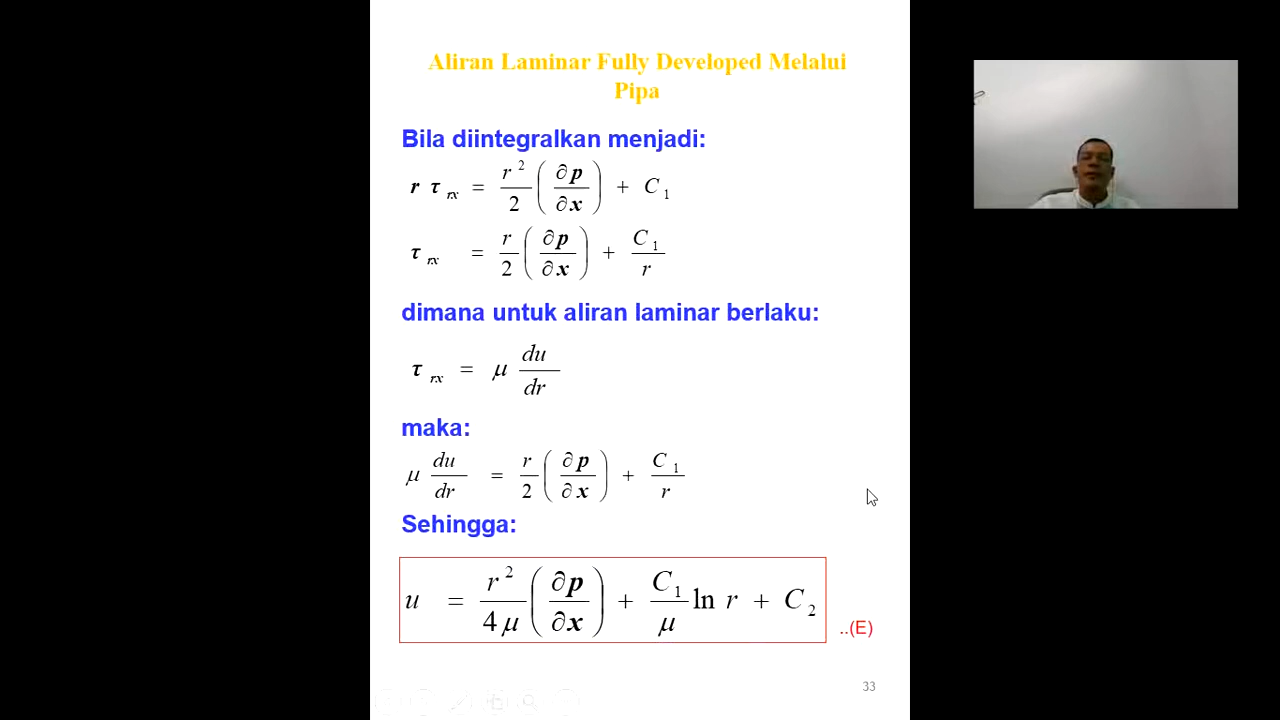 Aliran Laminar Fully Developed Melalui
Pipa
Bila diintegralkan menjadi:
r τ_rx = r²/2 (∂p/∂x) + C₁
τ_rx = r/2 (∂p/∂x) + C₁/r
dimana untuk aliran laminar berlaku:
τ_rx = μ du/dr
maka:
μ du/dr = r/2 (∂p/∂x) + C₁/r
Sehingga:
u = r²/4μ (∂p/∂x) + C₁/μ ln r + C₂
..(E)
33